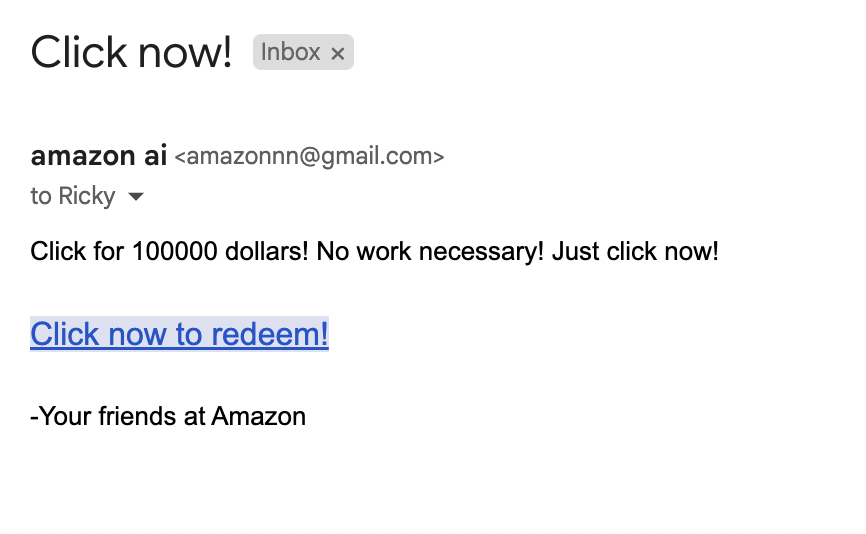 Click now! Inbox ×
amazon ai <amazonnn@gmail.com>
to Ricky
Click for 100000 dollars! No work necessary! Just click now!
Click now to redeem!
-Your friends at Amazon